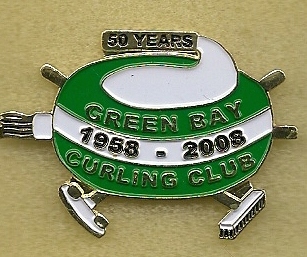 50 YEARS
GREEN BAY
1958 - 2008
CURLING CLUB